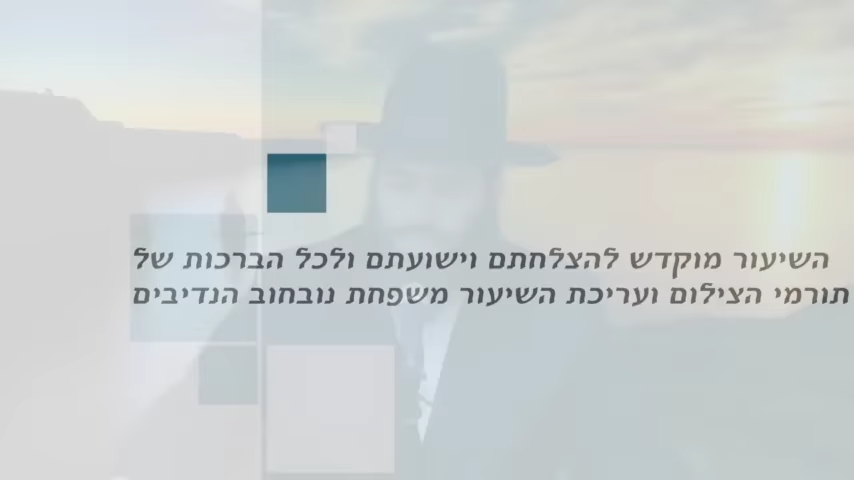 השיעור מוקדש להצלחתם וישועתם ולכל הברכות של
תורמי הצילום ועריכת השיעור משפחת נובחוב הנדיבים